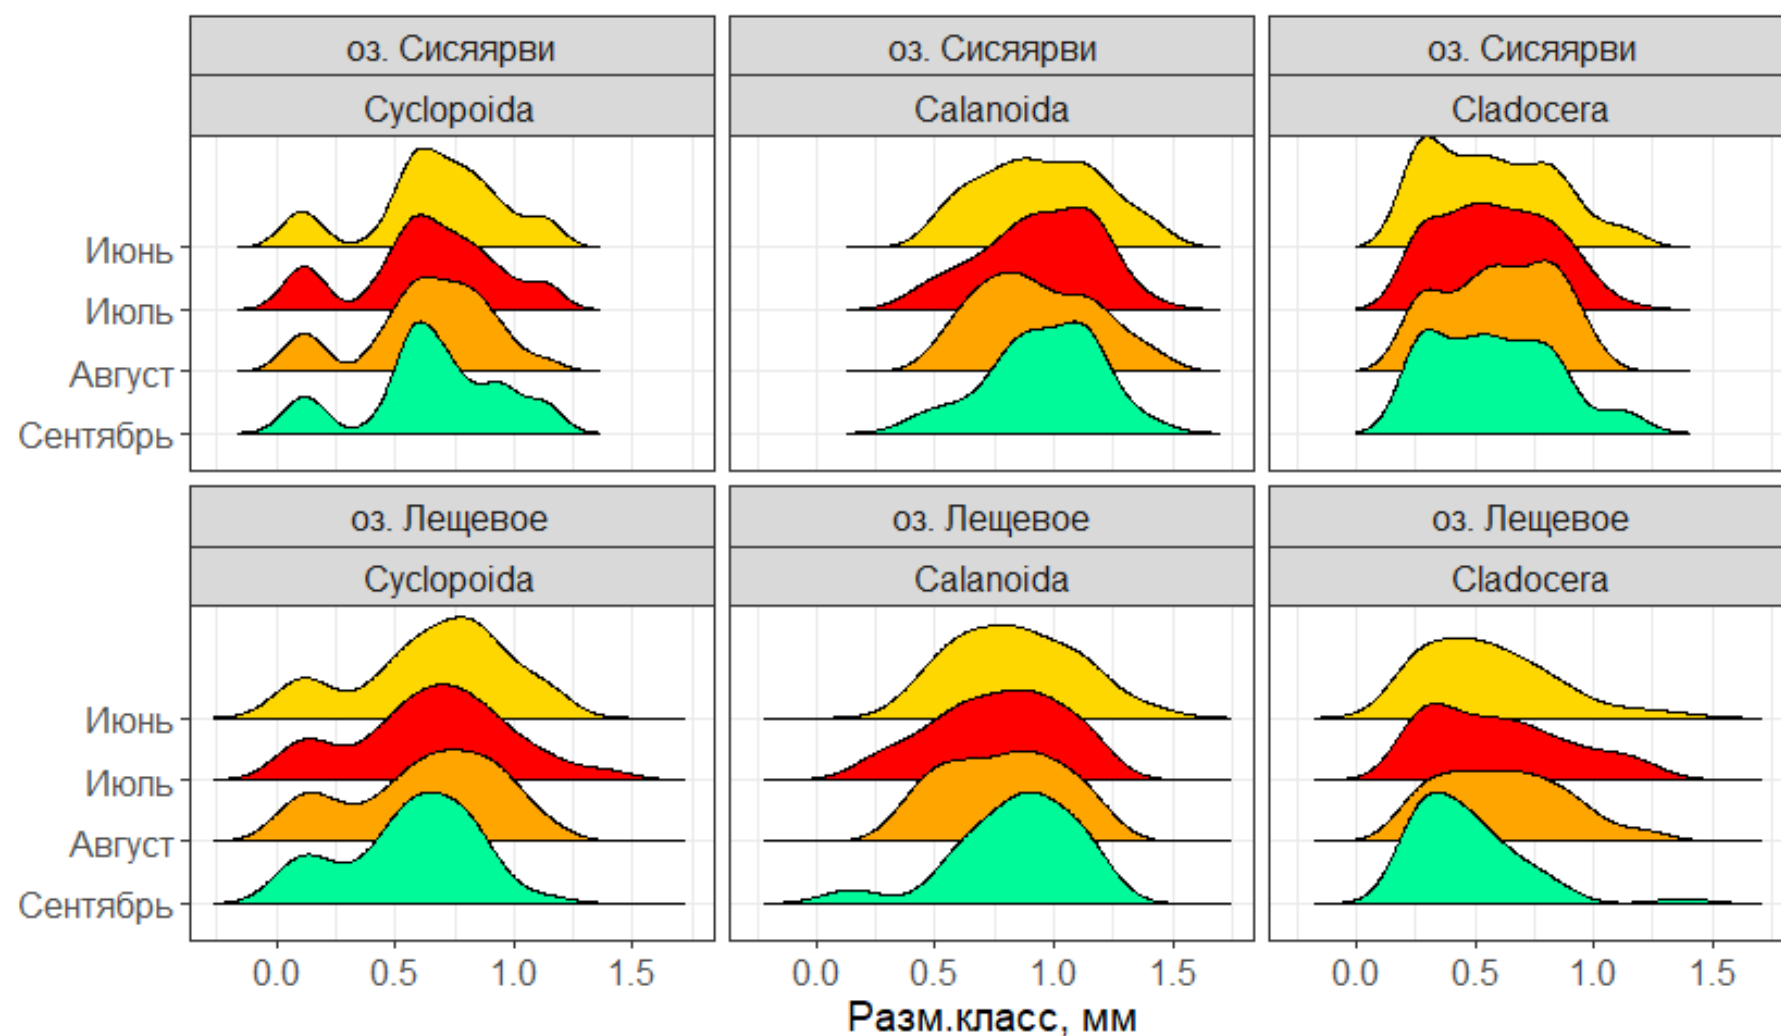 оз. Сисяярви оз. Сисяярви оз. Сисяярви
Cyclopoida Calanoida Cladocera
Июнь
Июль
Август
Сентябрь
оз. Лещевое оз. Лещевое оз. Лещевое
Cyclopoida Calanoida Cladocera
Июнь
Июль
Август
Сентябрь
0.0 0.5 1.0 1.5 0.0 0.5 1.0 1.5 0.0 0.5 1.0 1.5
Разм.класс, мм